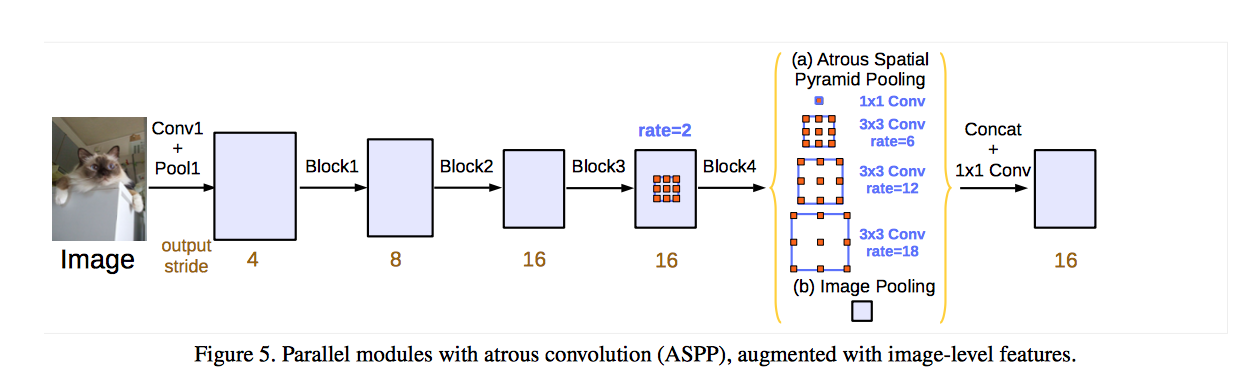 (a) Atrous Spatial
Pyramid Pooling
1x1 Conv
3x3 Conv
rate=6
3x3 Conv
rate=12
3x3 Conv
rate=18
(b) Image Pooling
Conv1
+
Pool1
Block1
Block2
Block3
rate=2
Block4
Concat
+
1x1 Conv
Image
output
stride
4
8
16
16
16
Figure 5. Parallel modules with atrous convolution (ASPP), augmented with image-level features.